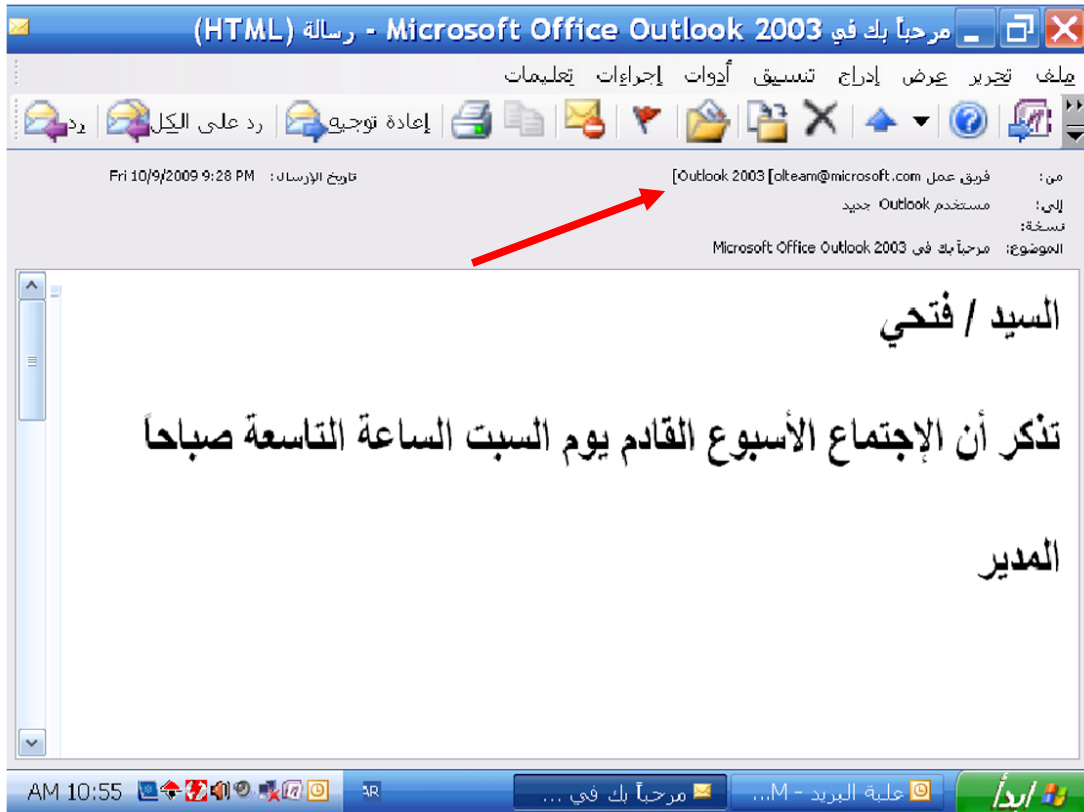 مرحباً بك في Microsoft Office Outlook 2003 - رسالة (HTML)
ملف تحرير عرض إدراج تنسيق أدوات إجراءات تعليمات
رد رد على الكل إعادة توجيه
من: فريق عمل Outlook 2003 [olteam@microsoft.com]
تاريخ الإرسال: Fri 10/9/2009 9:28 PM
إلى: مستخدم Outlook جديد
نسخة:
الموضوع: مرحباً بك في Microsoft Office Outlook 2003
السيد / فتحي
تذكر أن الإجتماع الأسبوع القادم يوم السبت الساعة التاسعة صباحاً
المدير
ابدأ علبة البريد - M... مرحباً بك في ... AR 10:55 AM